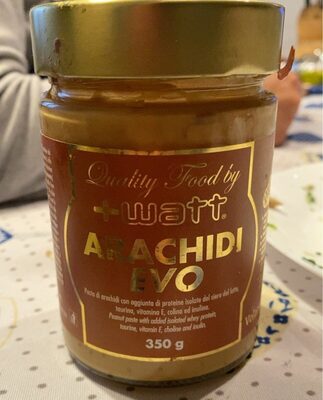 Quality Food by
+watt®
ARACHIDI
EVO
Pasta di arachidi con aggiunta di proteine isolate del siero del latte,
taurina, vitamina E, colina ed inulina.
Peanut paste with added isolated whey protein,
taurine, vitamin E, choline and inulin.
350 g